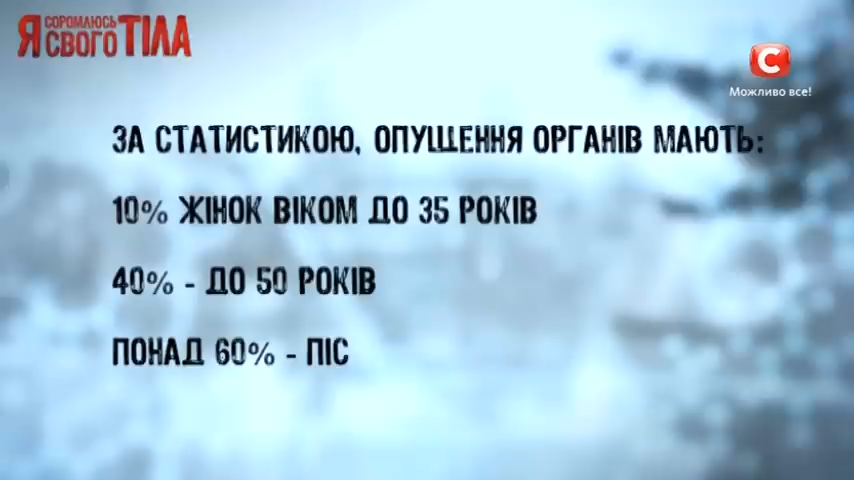 Я СОРОМЛЮСЬ СВОГО ТІЛА
С
Можливо все!
ЗА СТАТИСТИКОЮ, ОПУЩЕННЯ ОРГАНІВ МАЮТЬ:
10% ЖІНОК ВІКОМ ДО 35 РОКІВ
40% - ДО 50 РОКІВ
ПОНАД 60% - ПІС